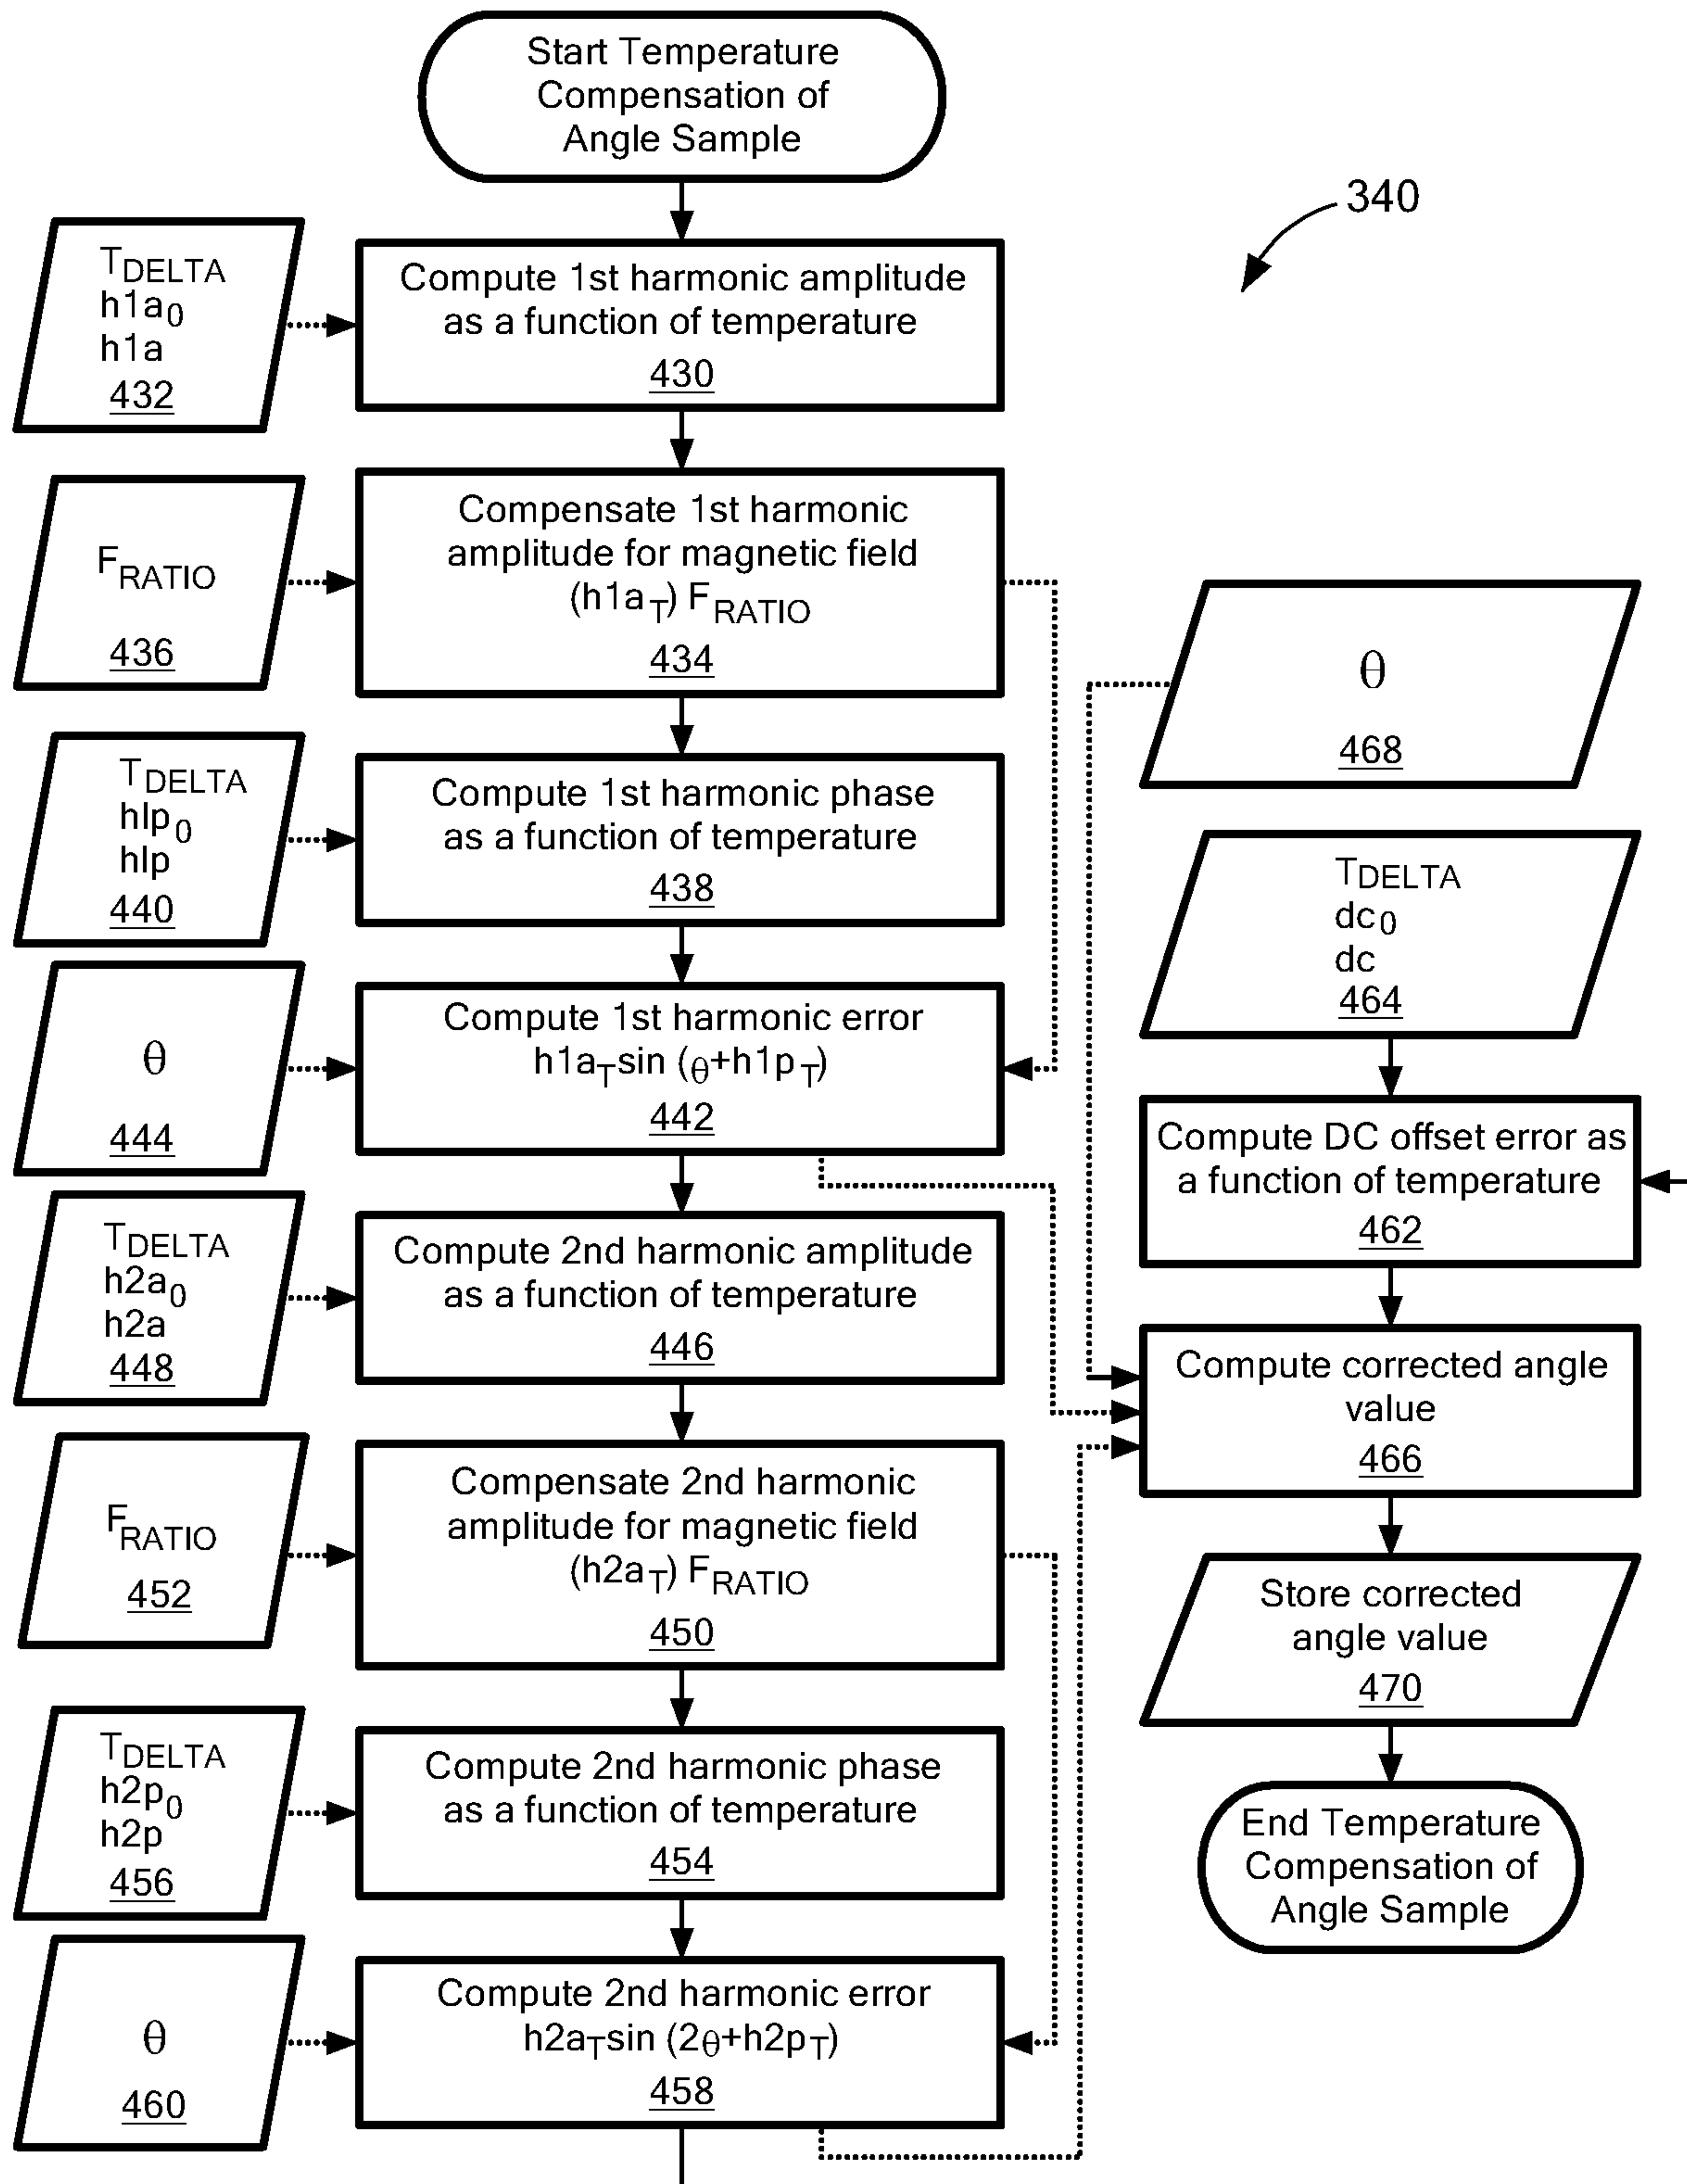 Start Temperature
Compensation of
Angle Sample
340
TDELTA
h1a0
h1a
432
Compute 1st harmonic amplitude
as a function of temperature
430
FRATIO
436
Compensate 1st harmonic
amplitude for magnetic field
(h1aT) FRATIO
434
TDELTA
hlp0
hlp
440
Compute 1st harmonic phase
as a function of temperature
438
θ
444
Compute 1st harmonic error
h1aTsin (θ+h1pT)
442
TDELTA
h2a0
h2a
448
Compute 2nd harmonic amplitude
as a function of temperature
446
FRATIO
452
Compensate 2nd harmonic
amplitude for magnetic field
(h2aT) FRATIO
450
TDELTA
h2p0
h2p
456
Compute 2nd harmonic phase
as a function of temperature
454
θ
460
Compute 2nd harmonic error
h2aTsin (2θ+h2pT)
458
θ
468
TDELTA
dc0
dc
464
Compute DC offset error as
a function of temperature
462
Compute corrected angle
value
466
Store corrected
angle value
470
End Temperature
Compensation of
Angle Sample